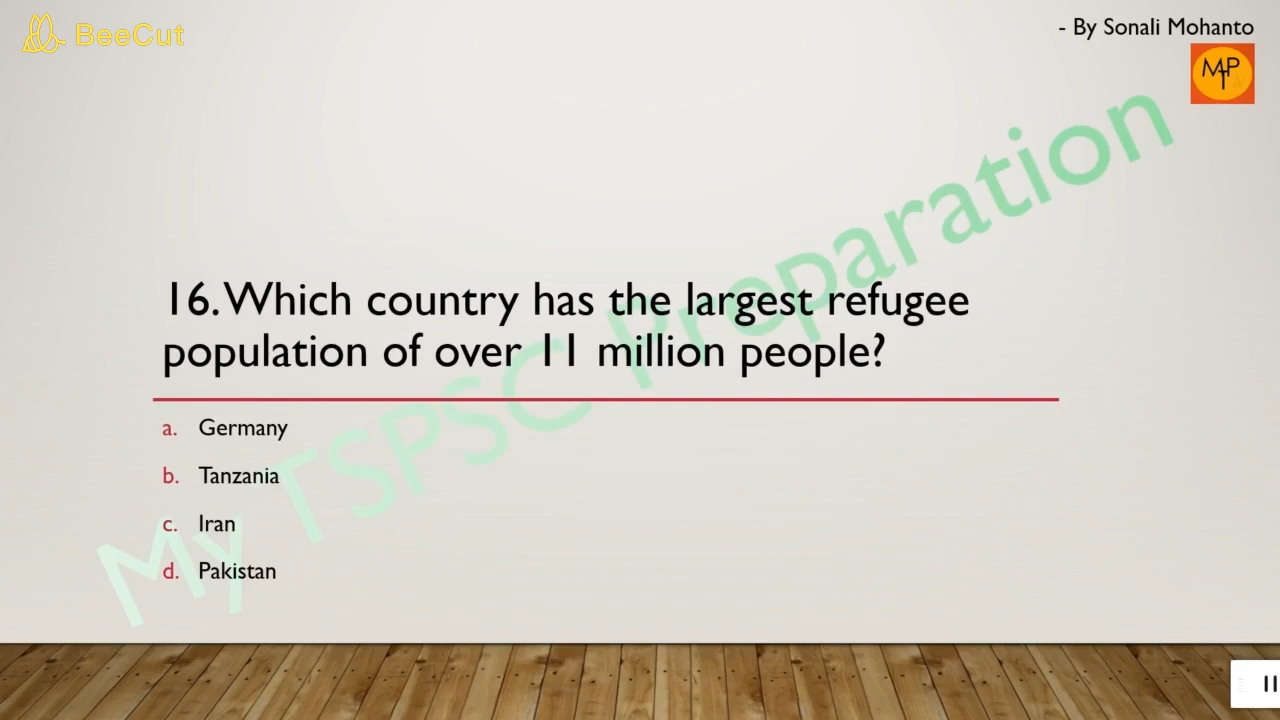 BeeCut
- By Sonali Mohanto
MTP
16. Which country has the largest refugee
population of over 11 million people?
a. Germany
b. Tanzania
c. Iran
d. Pakistan
My TSPSC Preparation